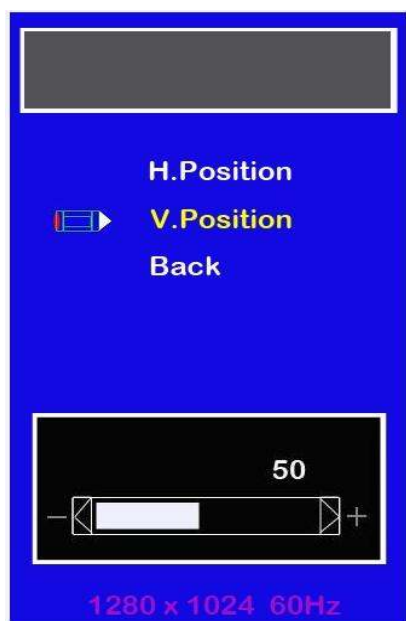 H.Position
V.Position
Back
50
– +
1280 x 1024 60Hz